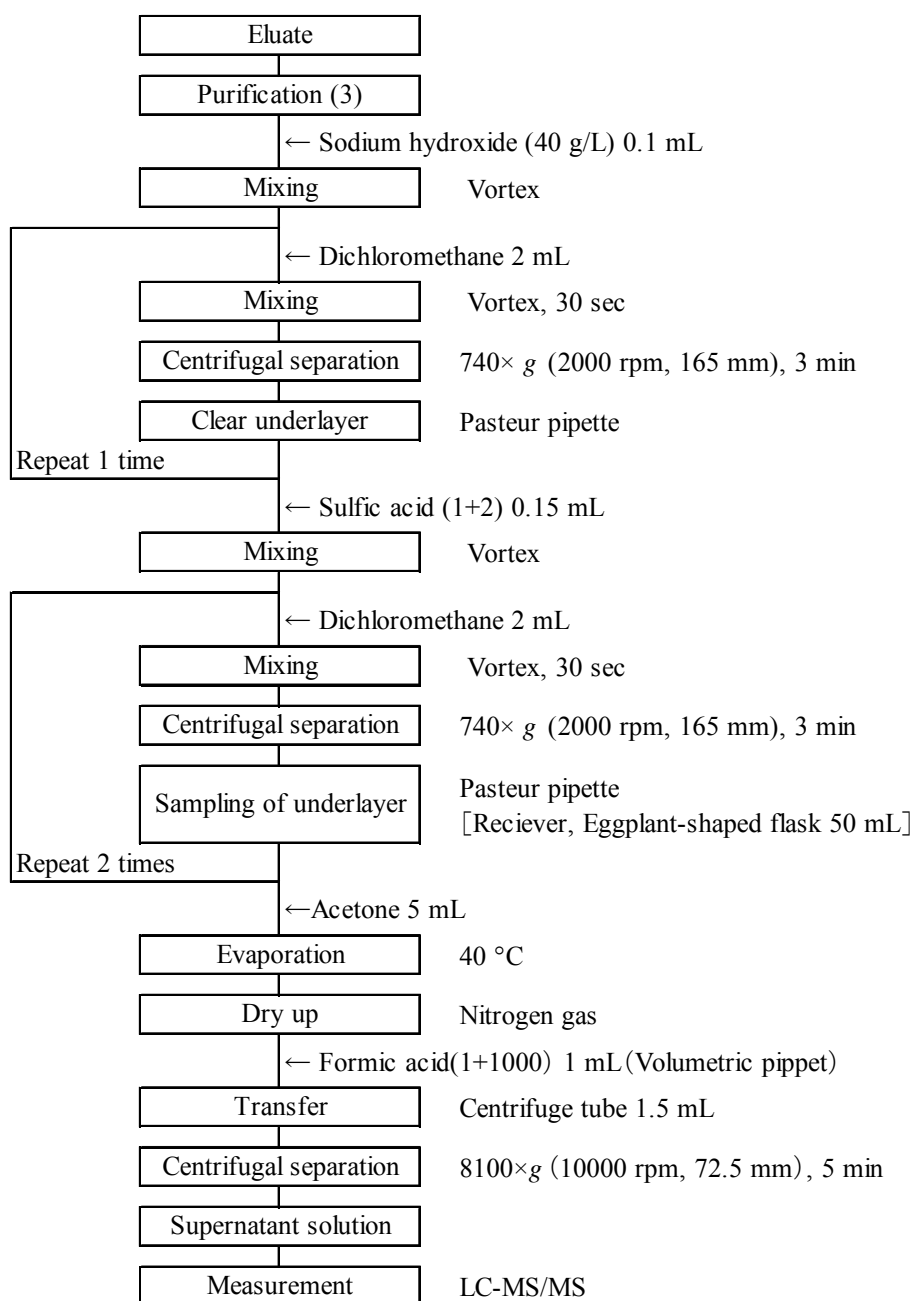 Eluate
Purification (3)
← Sodium hydroxide (40 g/L) 0.1 mL
Mixing Vortex
← Dichloromethane 2 mL
Mixing Vortex, 30 sec
Centrifugal separation 740× g (2000 rpm, 165 mm), 3 min
Clear underlayer Pasteur pipette
Repeat 1 time
← Sulfic acid (1+2) 0.15 mL
Mixing Vortex
← Dichloromethane 2 mL
Mixing Vortex, 30 sec
Centrifugal separation 740× g (2000 rpm, 165 mm), 3 min
Sampling of underlayer Pasteur pipette
［Reciever, Eggplant-shaped flask 50 mL］
Repeat 2 times
←Acetone 5 mL
Evaporation 40 °C
Dry up Nitrogen gas
← Formic acid(1+1000) 1 mL（Volumetric pippet）
Transfer Centrifuge tube 1.5 mL
Centrifugal separation 8100×g（10000 rpm, 72.5 mm）, 5 min
Supernatant solution
Measurement LC-MS/MS